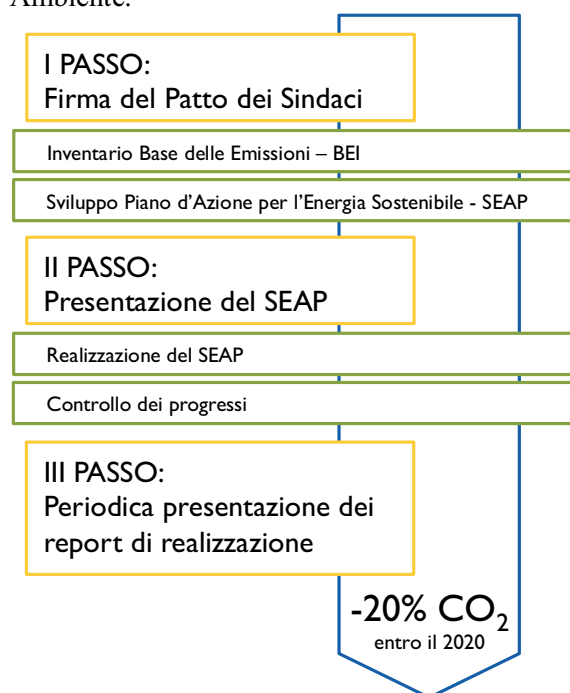 Ambiente.
I PASSO:
Firma del Patto dei Sindaci
Inventario Base delle Emissioni – BEI
Sviluppo Piano d'Azione per l'Energia Sostenibile - SEAP
II PASSO:
Presentazione del SEAP
Realizzazione del SEAP
Controllo dei progressi
III PASSO:
Periodica presentazione dei
report di realizzazione
-20% CO₂
entro il 2020